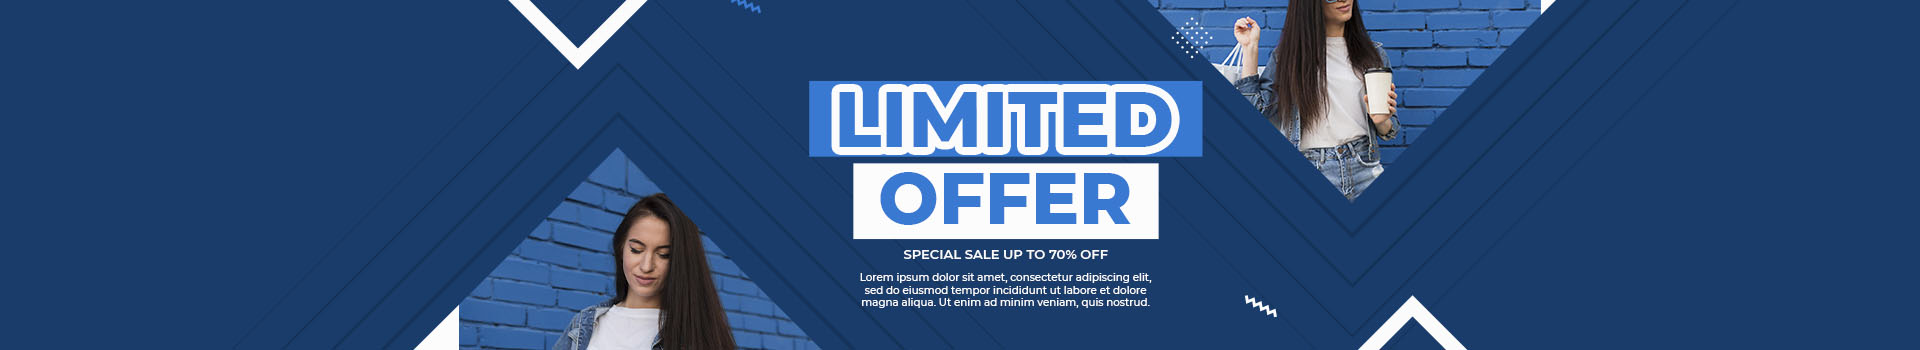 LIMITED
OFFER
SPECIAL SALE UP TO 70% OFF
Lorem ipsum dolor sit amet, consectetur adipiscing elit,
sed do eiusmod tempor incididunt ut labore et dolore
magna aliqua. Ut enim ad minim veniam, quis nostrud.